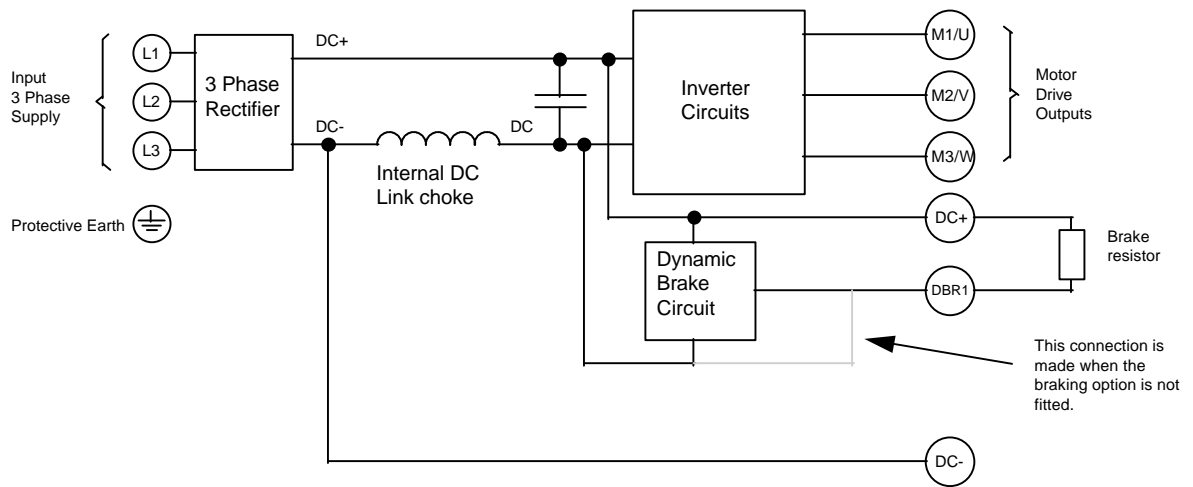 Input
3 Phase
Supply
L1
L2
L3
Protective Earth
3 Phase
Rectifier
DC+
DC-
Internal DC
Link choke
DC
Inverter
Circuits
M1/U
M2/V
M3/W
Motor
Drive
Outputs
DC+
Dynamic
Brake
Circuit
DBR1
Brake
resistor
This connection is
made when the
braking option is not
fitted.
DC-